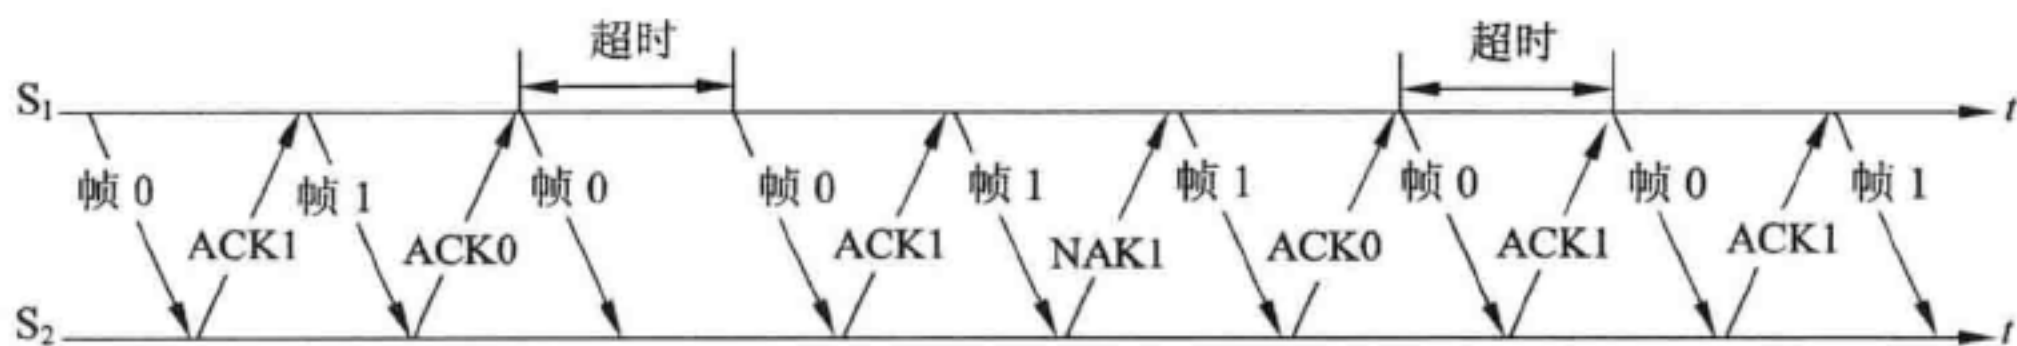 超时 超时
S₁ t
帧 0 帧 1 帧 0 帧 0 帧 1 帧 1 帧 0 帧 0 帧 1
ACK1 ACK0 ACK1 NAK1 ACK0 ACK1 ACK1
S₂ t